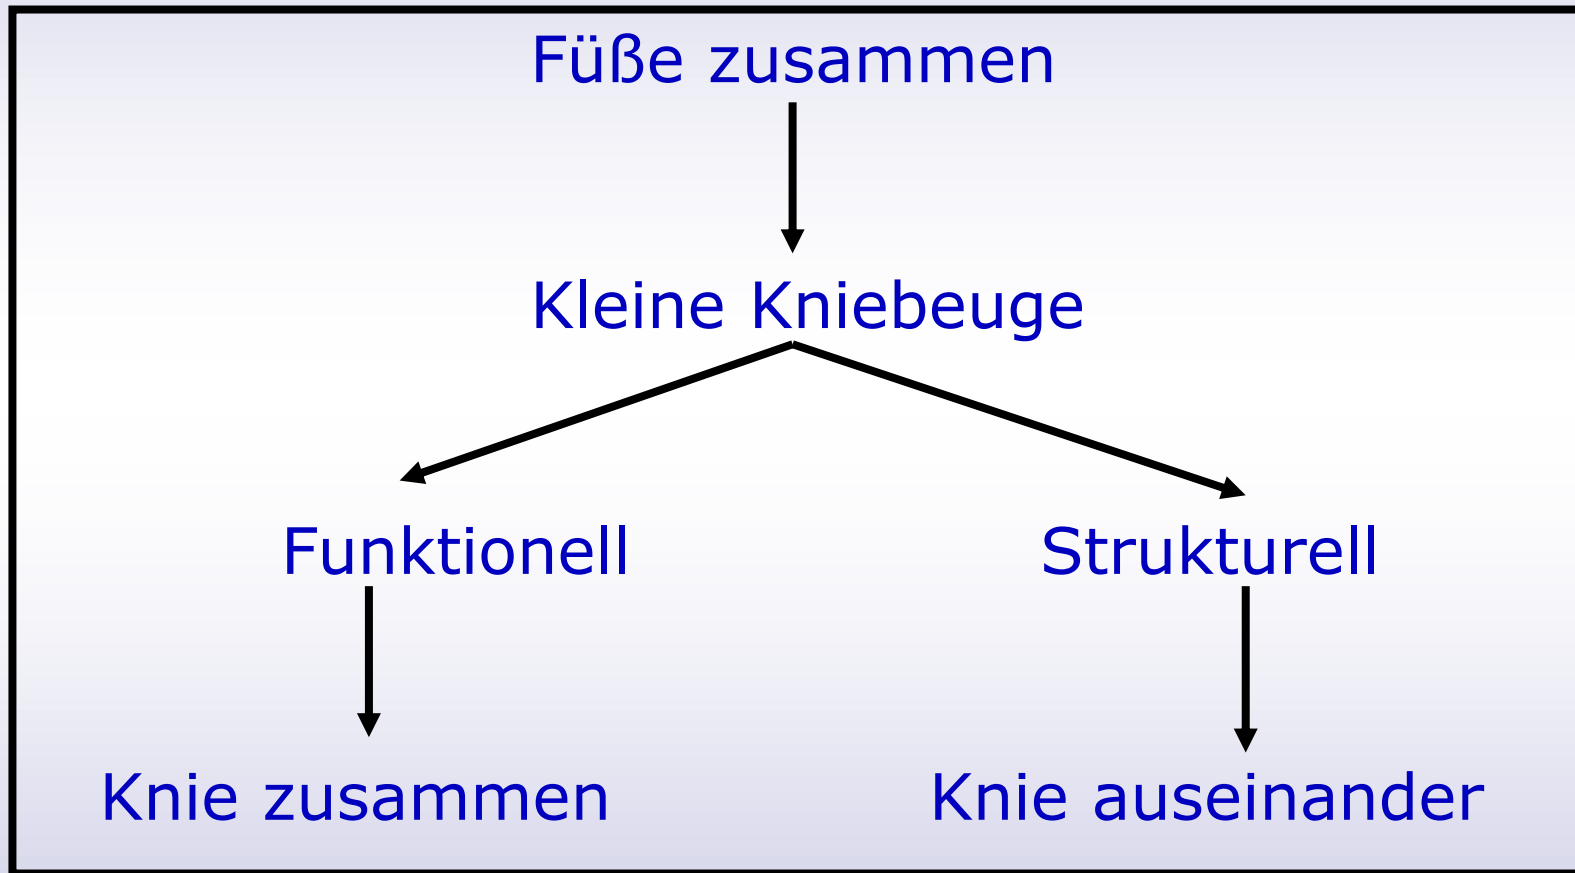 Füße zusammen
Kleine Kniebeuge
Funktionell
Strukturell
Knie zusammen
Knie auseinander